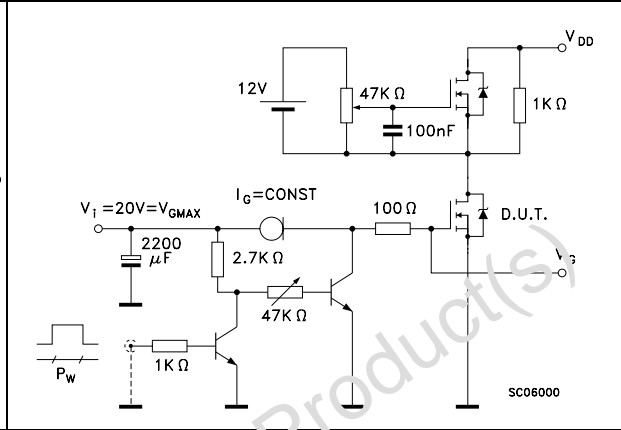 V DD
12V
47K Ω
1K Ω
100nF
I G =CONST
V i =20V=V GMAX
100 Ω
D.U.T.
2200
μF
2.7K Ω
V G
47K Ω
1K Ω
P W
SC06000
Product(s)